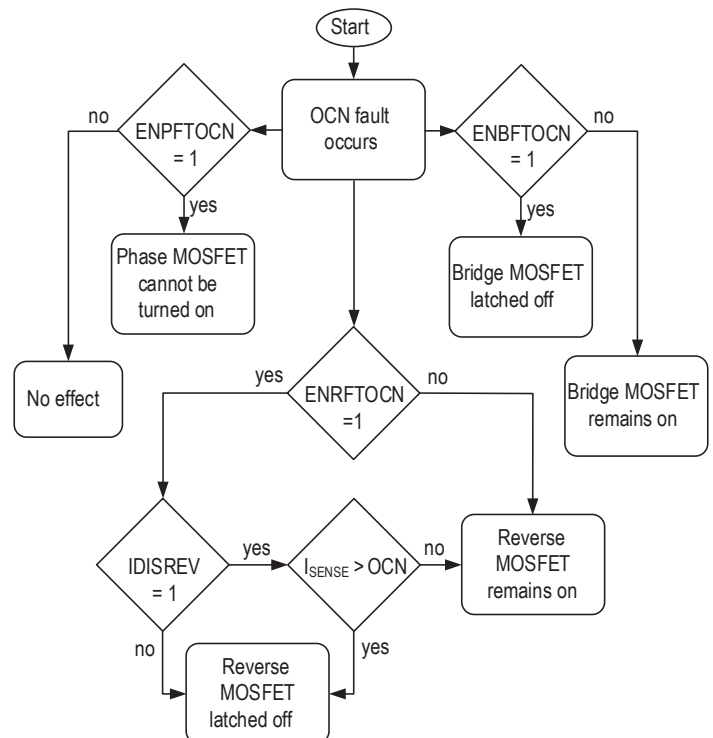 Start
OCN fault
occurs
ENPFTOCN
= 1
no
yes
ENBFTOCN
= 1
no
yes
Phase MOSFET
cannot be
turned on
Bridge MOSFET
latched off
No effect
Bridge MOSFET
remains on
yes
ENRFTOCN
=1
no
IDISREV
= 1
yes
ISENSE > OCN
no
Reverse
MOSFET
remains on
no
yes
Reverse
MOSFET
latched off